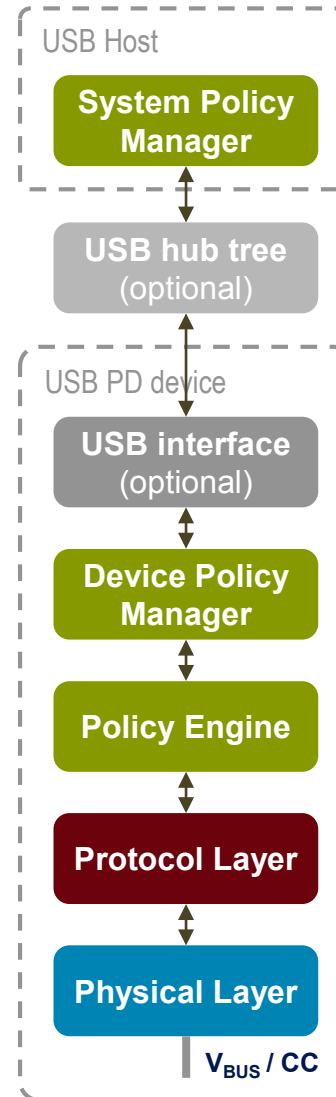 USB Host
System Policy
Manager
USB hub tree
(optional)
USB PD device
USB interface
(optional)
Device Policy
Manager
Policy Engine
Protocol Layer
Physical Layer
VBUS / CC